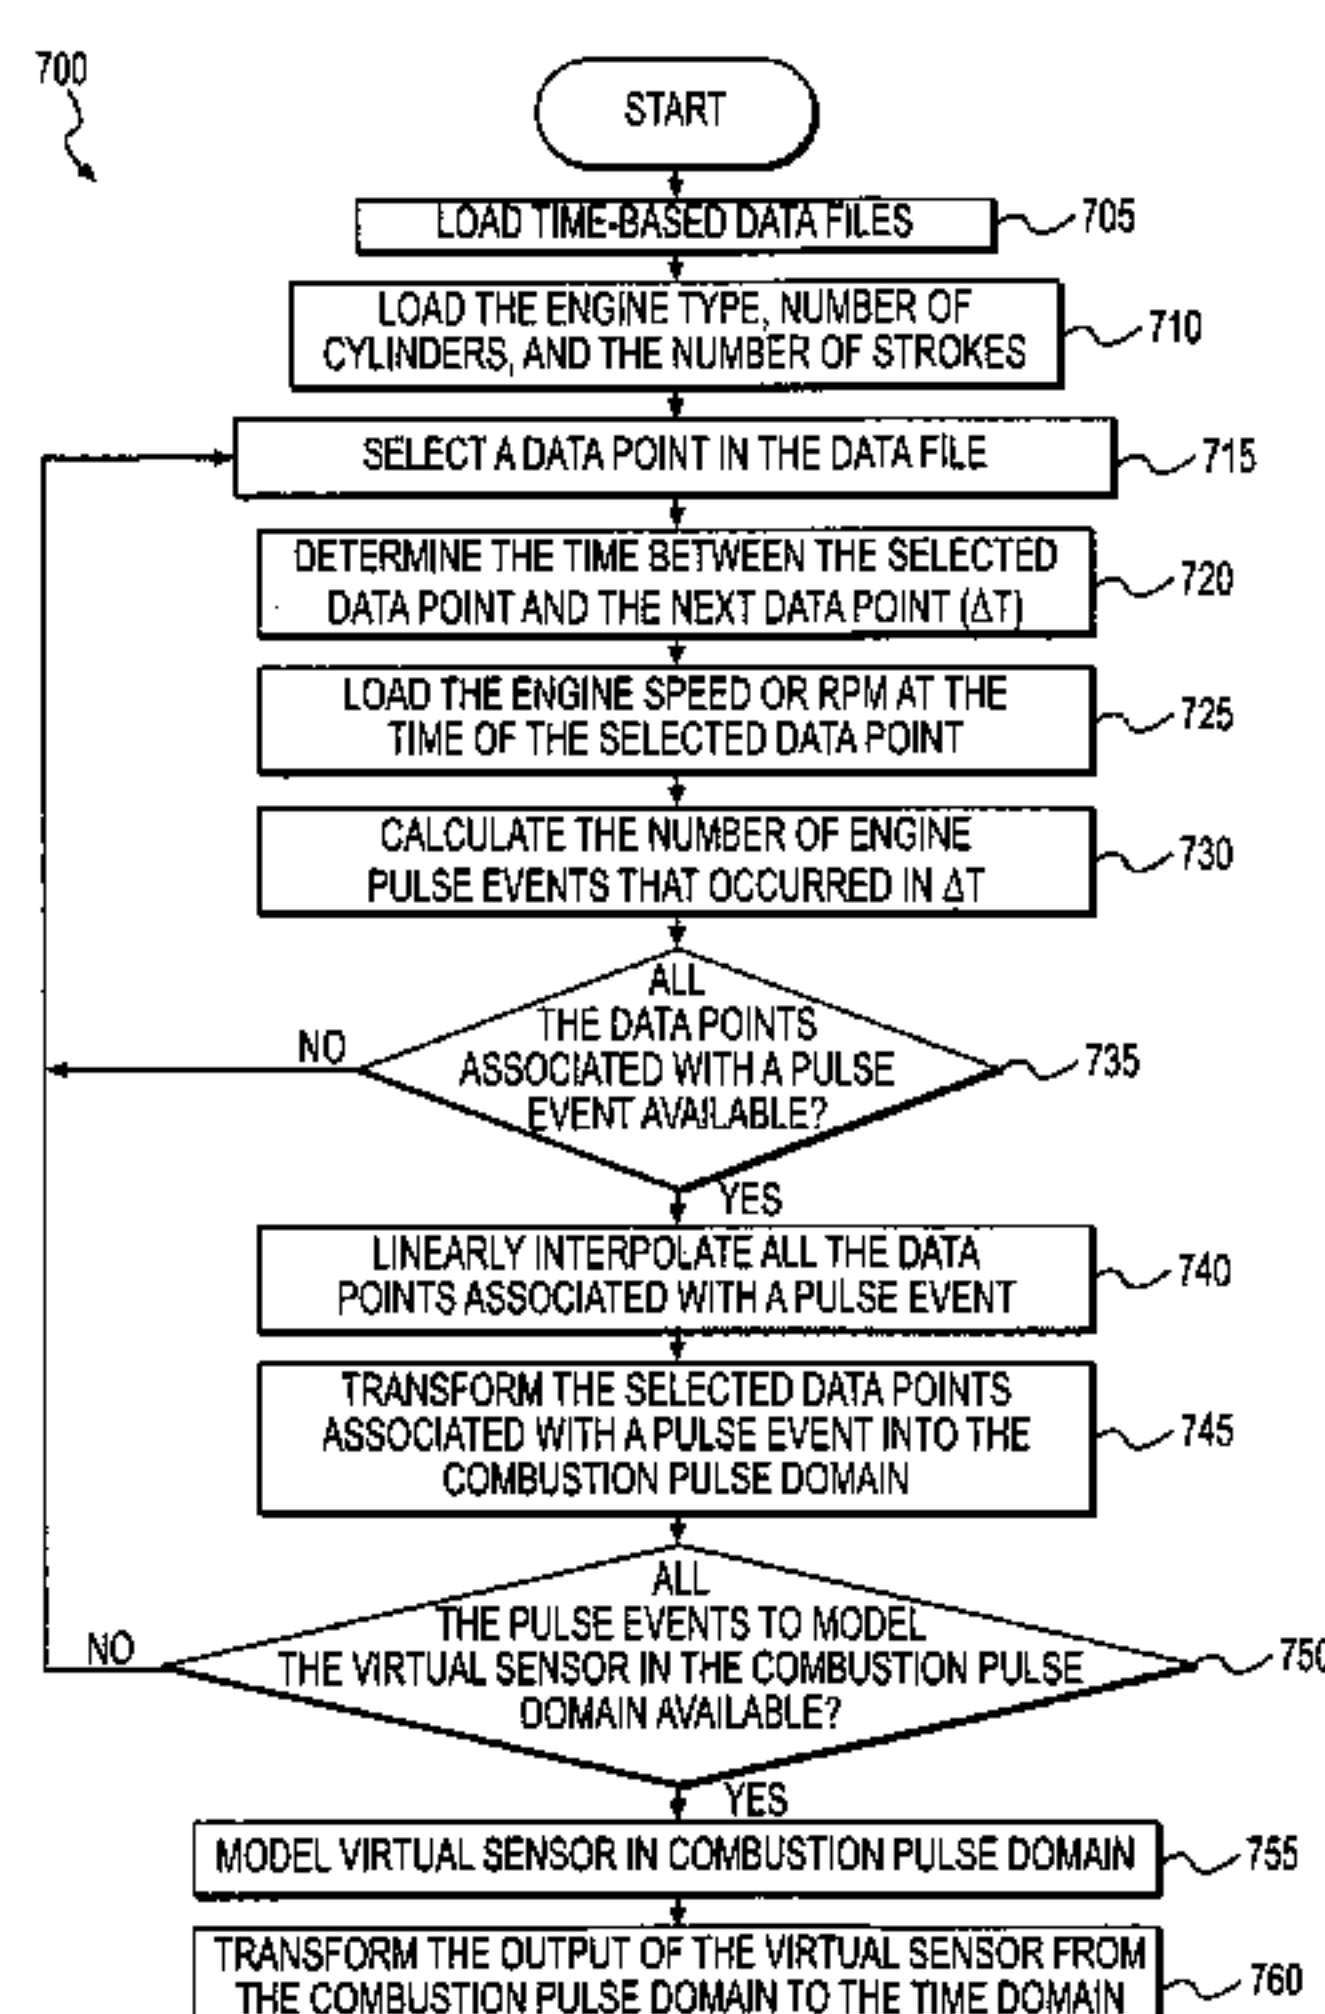 700
START
LOAD TIME-BASED DATA FILES
705
LOAD THE ENGINE TYPE, NUMBER OF
CYLINDERS, AND THE NUMBER OF STROKES
710
SELECT A DATA POINT IN THE DATA FILE
715
DETERMINE THE TIME BETWEEN THE SELECTED
DATA POINT AND THE NEXT DATA POINT (ΔT)
720
LOAD THE ENGINE SPEED OR RPM AT THE
TIME OF THE SELECTED DATA POINT
725
CALCULATE THE NUMBER OF ENGINE
PULSE EVENTS THAT OCCURRED IN ΔT
730
ALL
THE DATA POINTS
ASSOCIATED WITH A PULSE
EVENT AVAILABLE?
735
NO
YES
LINEARLY INTERPOLATE ALL THE DATA
POINTS ASSOCIATED WITH A PULSE EVENT
740
TRANSFORM THE SELECTED DATA POINTS
ASSOCIATED WITH A PULSE EVENT INTO THE
COMBUSTION PULSE DOMAIN
745
ALL
THE PULSE EVENTS TO MODEL
THE VIRTUAL SENSOR IN THE COMBUSTION PULSE
DOMAIN AVAILABLE?
750
NO
YES
MODEL VIRTUAL SENSOR IN COMBUSTION PULSE DOMAIN
755
TRANSFORM THE OUTPUT OF THE VIRTUAL SENSOR FROM
THE COMBUSTION PULSE DOMAIN TO THE TIME DOMAIN
760